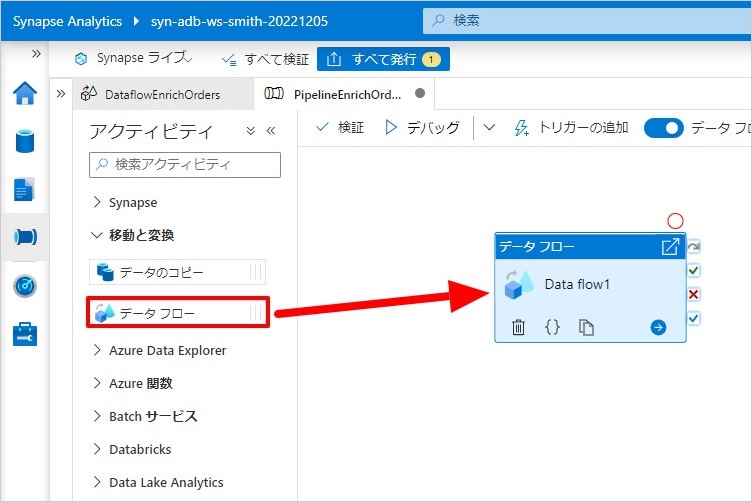 Synapse Analytics
syn-adb-ws-smith-20221205
検索
Synapse ライブ
すべて検証
すべて発行 1
DataflowEnrichOrders
PipelineEnrichOrd...
アクティビティ
検証
デバッグ
トリガーの追加
データ フロ
検索アクティビティ
Synapse
移動と変換
データのコピー
データ フロー
Azure Data Explorer
Azure 関数
Batch サービス
Databricks
Data Lake Analytics
データ フロー
Data flow1
{}